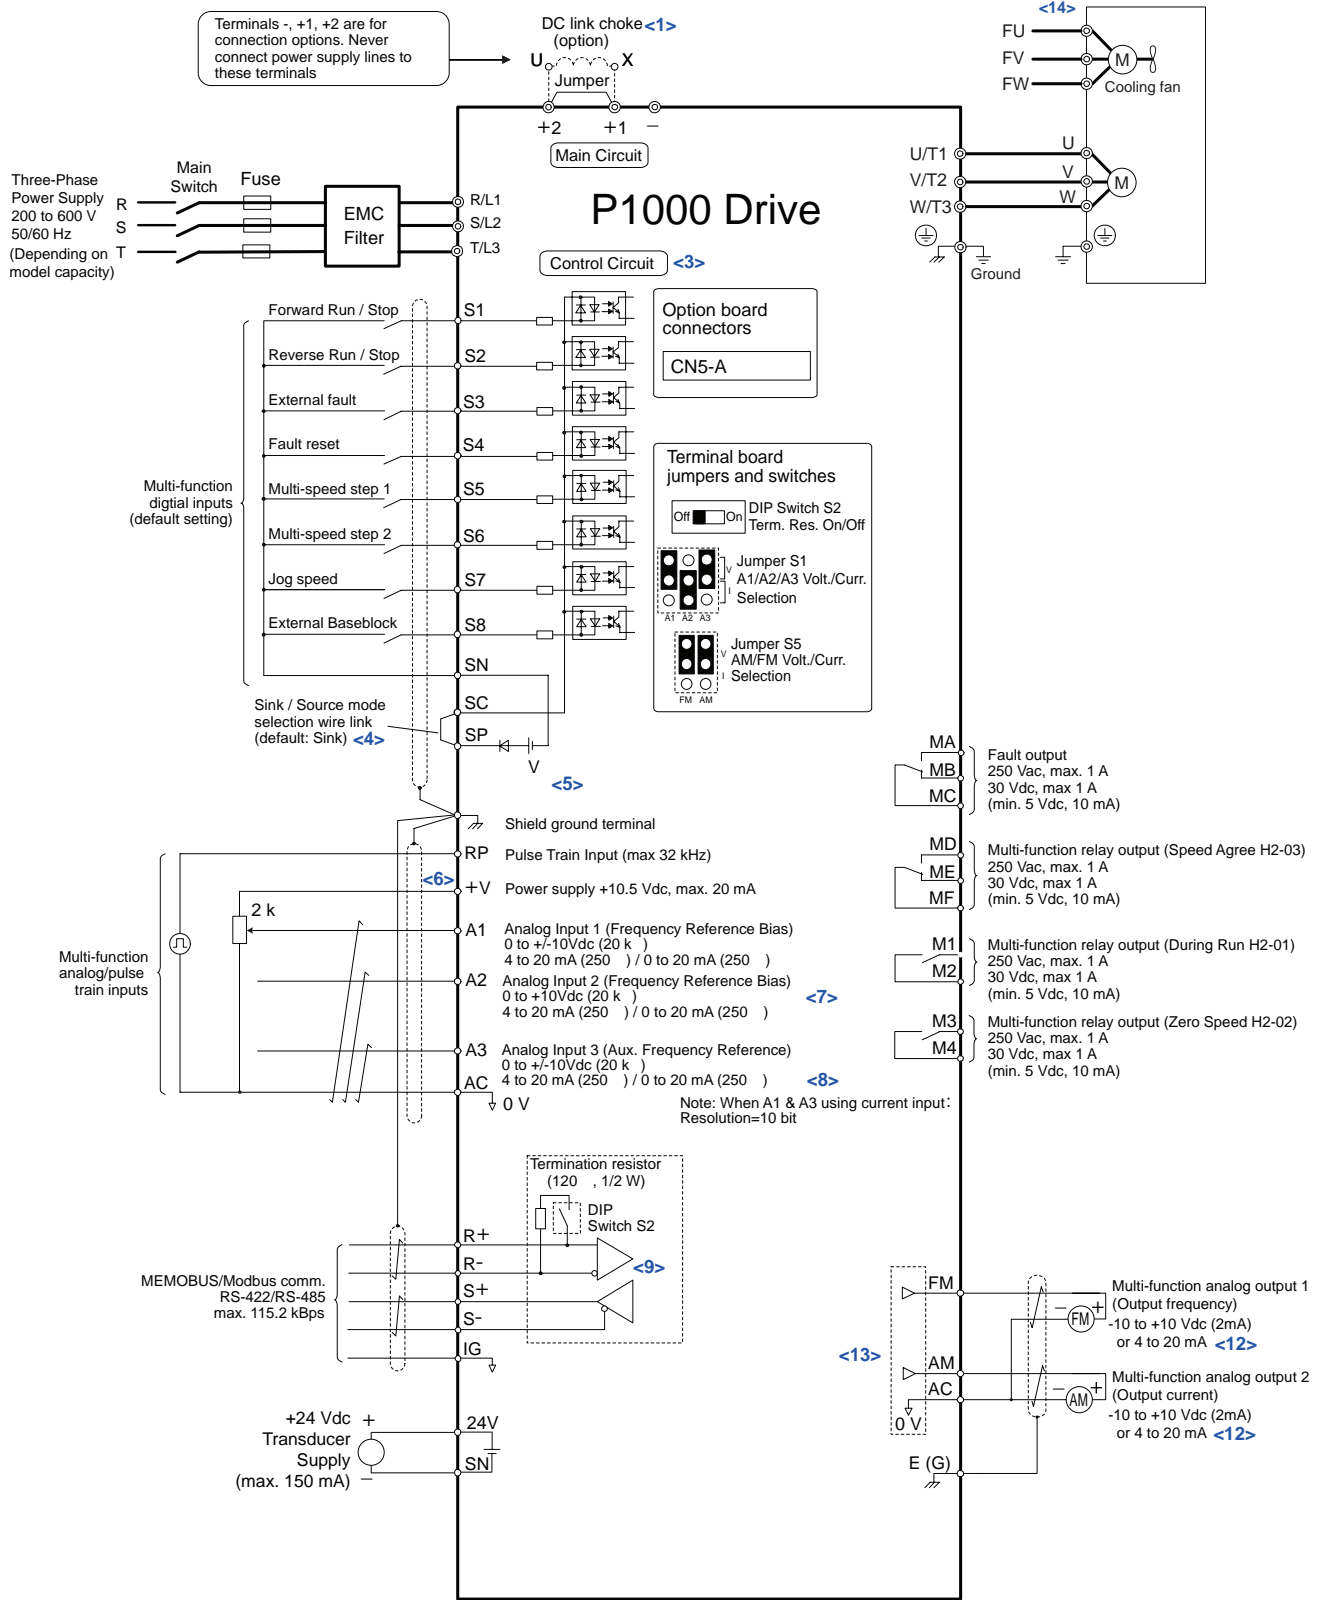 Terminals -, +1, +2 are for
connection options. Never
connect power supply lines to
these terminals
DC link choke <1>
(option)
U X
Jumper
+2 +1 −
Main Circuit
<14>
FU
FV
FW
M
Cooling fan
Three-Phase
Power Supply
200 to 600 V
50/60 Hz
(Depending on
model capacity)
R
S
T
Main
Switch
Fuse
EMC
Filter
R/L1
S/L2
T/L3
P1000 Drive
U/T1
V/T2
W/T3
U
V
W
M
Ground
Control Circuit <3>
Multi-function
digtial inputs
(default setting)
Forward Run / Stop S1
Reverse Run / Stop S2
External fault S3
Fault reset S4
Multi-speed step 1 S5
Multi-speed step 2 S6
Jog speed S7
External Baseblock S8
SN
SC
SP
Sink / Source mode
selection wire link
(default: Sink) <4>
V
<5>
Option board
connectors
CN5-A
Terminal board
jumpers and switches
Off On
DIP Switch S2
Term. Res. On/Off
Jumper S1
A1/A2/A3 Volt./Curr.
Selection
V
I
A1 A2 A3
Jumper S5
AM/FM Volt./Curr.
Selection
V
I
FM AM
MA
MB
MC
Fault output
250 Vac, max. 1 A
30 Vdc, max 1 A
(min. 5 Vdc, 10 mA)
MD
ME
MF
Multi-function relay output (Speed Agree H2-03)
250 Vac, max. 1 A
30 Vdc, max 1 A
(min. 5 Vdc, 10 mA)
M1
M2
Multi-function relay output (During Run H2-01)
250 Vac, max. 1 A
30 Vdc, max 1 A
(min. 5 Vdc, 10 mA)
M3
M4
Multi-function relay output (Zero Speed H2-02)
250 Vac, max. 1 A
30 Vdc, max 1 A
(min. 5 Vdc, 10 mA)
Shield ground terminal
Multi-function
analog/pulse
train inputs
2 k
<6>
RP Pulse Train Input (max 32 kHz)
+V Power supply +10.5 Vdc, max. 20 mA
A1 Analog Input 1 (Frequency Reference Bias)
0 to +/-10Vdc (20 k )
4 to 20 mA (250 ) / 0 to 20 mA (250 )
A2 Analog Input 2 (Frequency Reference Bias)
0 to +10Vdc (20 k )
4 to 20 mA (250 ) / 0 to 20 mA (250 )
<7>
A3 Analog Input 3 (Aux. Frequency Reference)
0 to +/-10Vdc (20 k )
4 to 20 mA (250 ) / 0 to 20 mA (250 )
<8>
AC
0 V
Note: When A1 & A3 using current input:
Resolution=10 bit
Termination resistor
(120 , 1/2 W)
DIP
Switch S2
<9>
MEMOBUS/Modbus comm.
RS-422/RS-485
max. 115.2 kBps
R+
R-
S+
S-
IG
+24 Vdc
Transducer
Supply
(max. 150 mA)
+
−
24V
SN
<13>
FM
AM
AC
0 V
E (G)
− FM +
Multi-function analog output 1
(Output frequency)
-10 to +10 Vdc (2mA)
or 4 to 20 mA <12>
− AM +
Multi-function analog output 2
(Output current)
-10 to +10 Vdc (2mA)
or 4 to 20 mA <12>